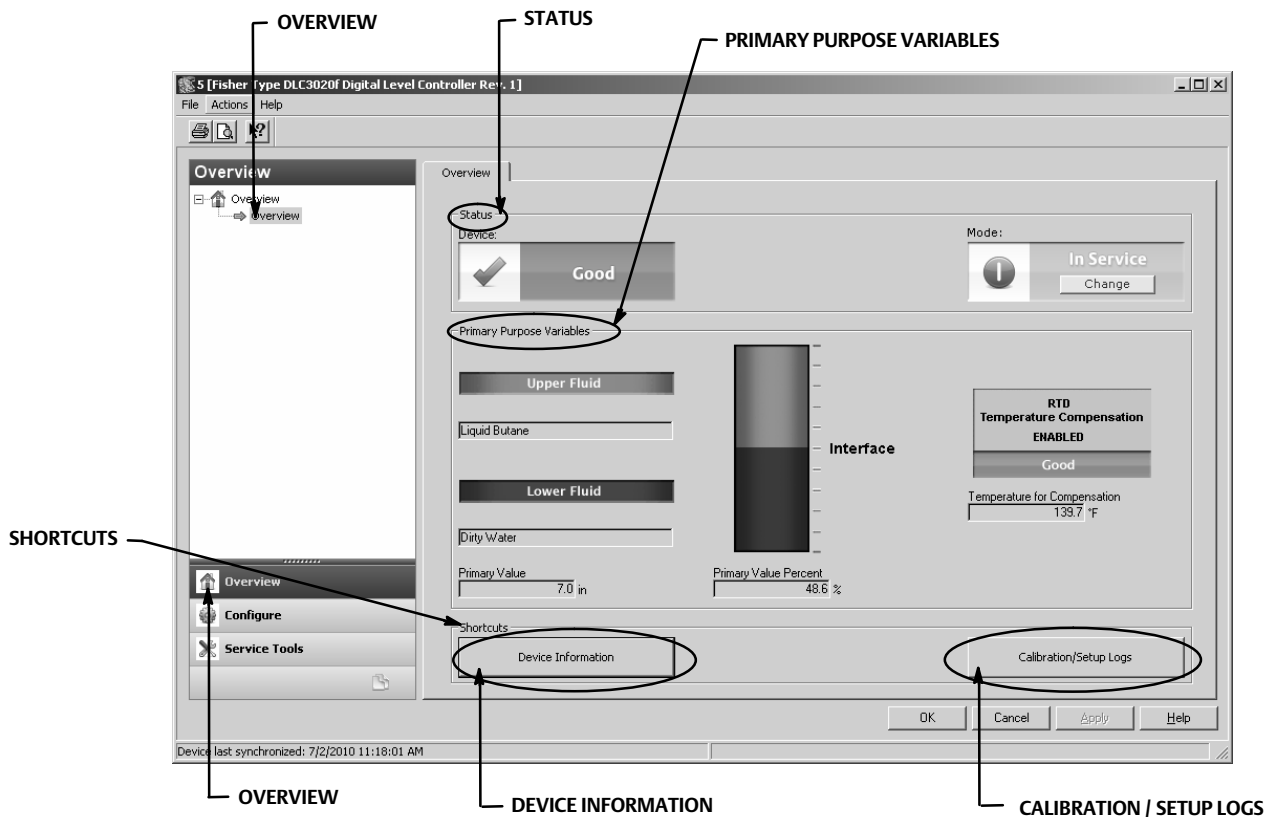 OVERVIEW
STATUS
PRIMARY PURPOSE VARIABLES
5 [Fisher Type DLC3020f Digital Level Controller Rev. 1]
File Actions Help
Overview
Overview
Overview
Overview
Status
Device:
Good
Mode:
In Service
Change
Primary Purpose Variables
Upper Fluid
Liquid Butane
Lower Fluid
Dirty Water
Interface
RTD
Temperature Compensation
ENABLED
Good
Temperature for Compensation
139.7 °F
Primary Value
7.0 in
Primary Value Percent
48.6 %
SHORTCUTS
Overview
Configure
Service Tools
Shortcuts
Device Information
Calibration/Setup Logs
OK Cancel Apply Help
Device last synchronized: 7/2/2010 11:18:01 AM
OVERVIEW
DEVICE INFORMATION
CALIBRATION / SETUP LOGS